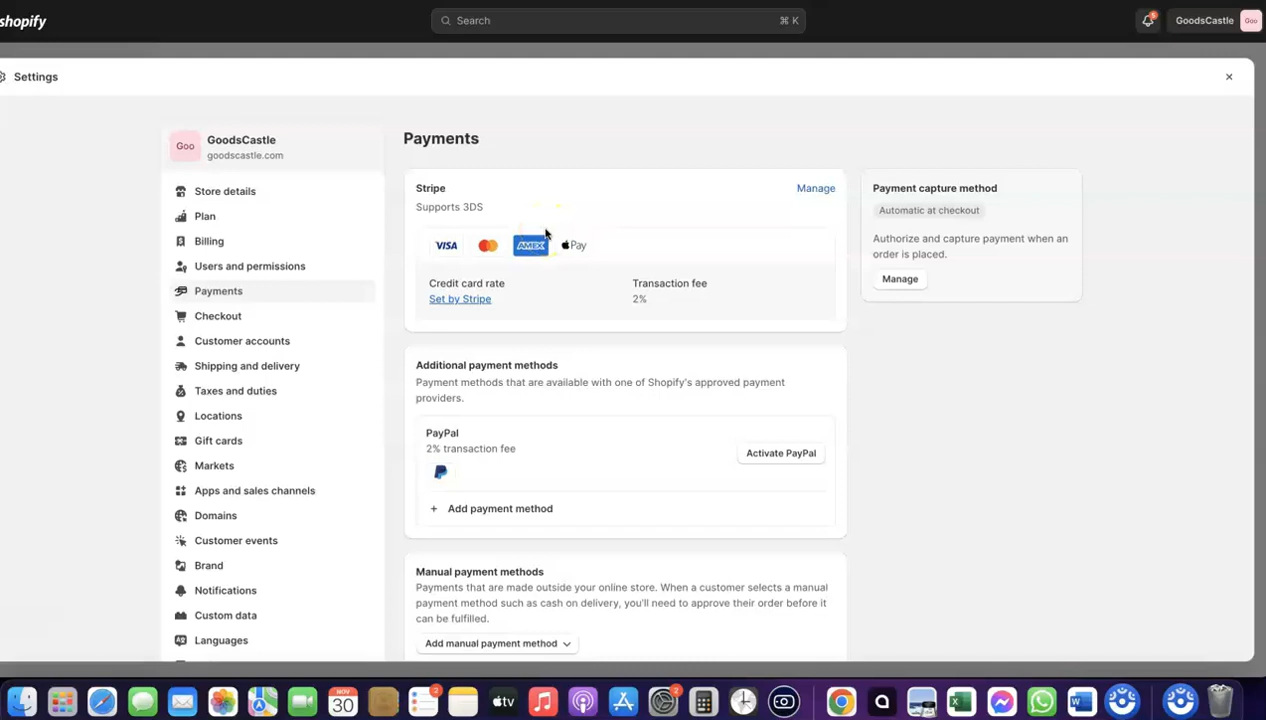 shopify
Search
⌘ K
5
GoodsCastle
Goo
Settings
Goo
GoodsCastle
goodscastle.com
Store details
Plan
Billing
Users and permissions
Payments
Checkout
Customer accounts
Shipping and delivery
Taxes and duties
Locations
Gift cards
Markets
Apps and sales channels
Domains
Customer events
Brand
Notifications
Custom data
Languages
Payments
Stripe
Manage
Supports 3DS
VISA
AMEX
Pay
Credit card rate
Transaction fee
Set by Stripe
2%
Additional payment methods
Payment methods that are available with one of Shopify's approved payment
providers.
PayPal
2% transaction fee
Activate PayPal
+ Add payment method
Manual payment methods
Payments that are made outside your online store. When a customer selects a manual
payment method such as cash on delivery, you'll need to approve their order before it
can be fulfilled.
Add manual payment method
Payment capture method
Automatic at checkout
Authorize and capture payment when an
order is placed.
Manage
NOV
30
2
tv
2